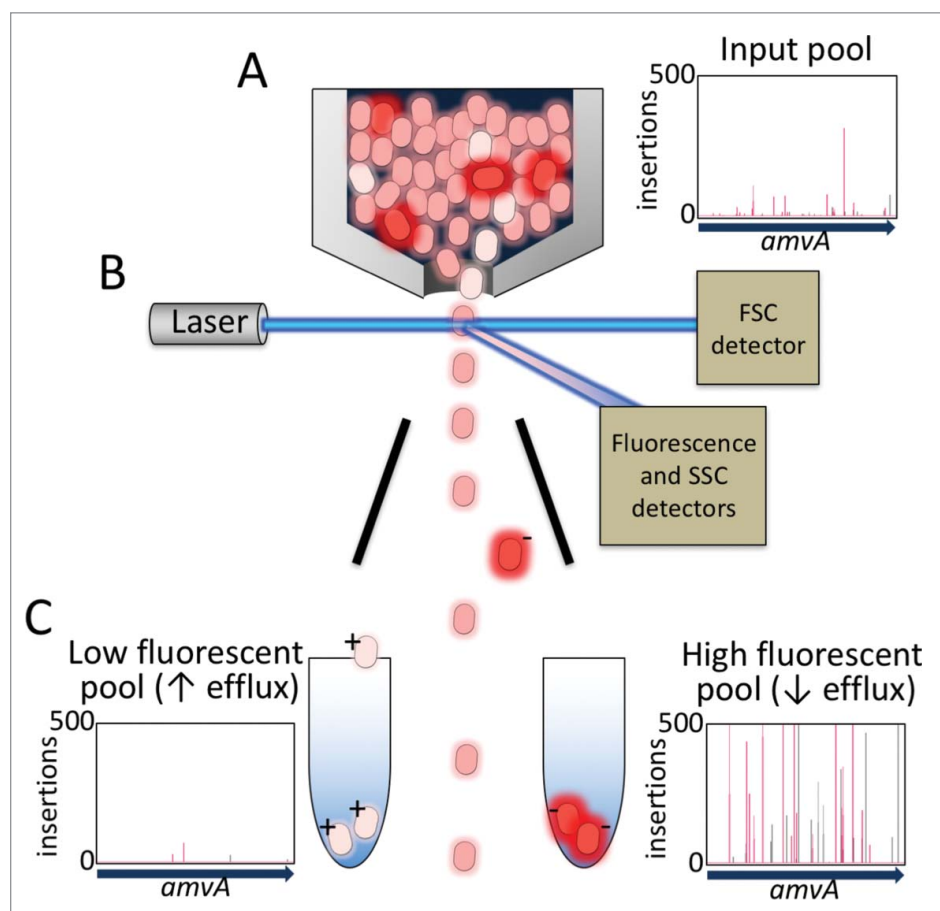 A
Input pool
500
insertions
0
amvA
B
Laser
FSC
detector
Fluorescence
and SSC
detectors
-
C
Low fluorescent
pool (↑ efflux)
500
insertions
0
amvA
+
+
+
-
-
High fluorescent
pool (↓ efflux)
500
insertions
0
amvA